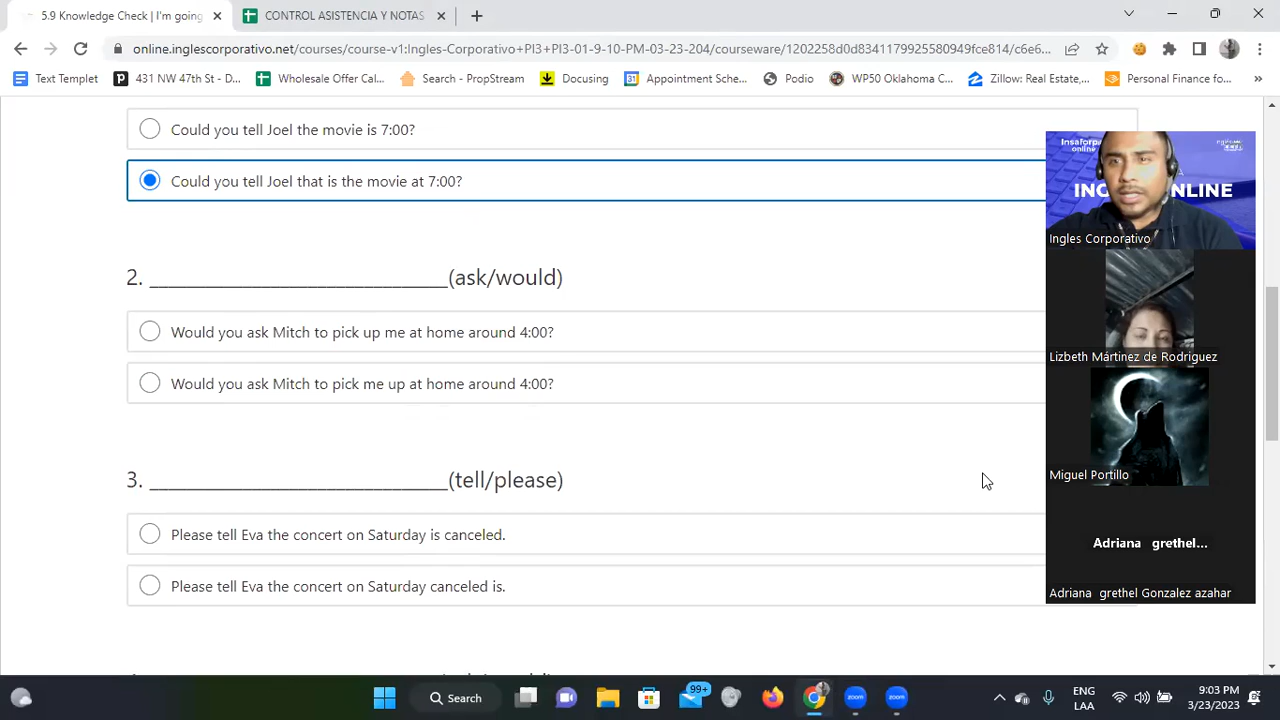 5.9 Knowledge Check | I'm going
CONTROL ASISTENCIA Y NOTAS
online.inglescorporativo.net/courses/course-v1:Ingles-Corporativo+PI3+PI3-01-9-10-PM-03-23-204/courseware/1202258d0d8341179925580949fce814/c6e6...
Text Templet
431 NW 47th St - D...
Wholesale Offer Cal...
Search - PropStream
Docusing
Appointment Sche...
Podio
WP50 Oklahoma C...
Zillow: Real Estate,...
Personal Finance fo...
Could you tell Joel the movie is 7:00?
Could you tell Joel that is the movie at 7:00?
2. ____________________________(ask/would)
Would you ask Mitch to pick up me at home around 4:00?
Would you ask Mitch to pick me up at home around 4:00?
3. ____________________________(tell/please)
Please tell Eva the concert on Saturday is canceled.
Please tell Eva the concert on Saturday canceled is.
Ingles Corporativo
Lizbeth Martinez de Rodriguez
Miguel Portillo
Adriana grethel...
Adriana grethel Gonzalez azahar
Search
99+
ENG
LAA
9:03 PM
3/23/2023